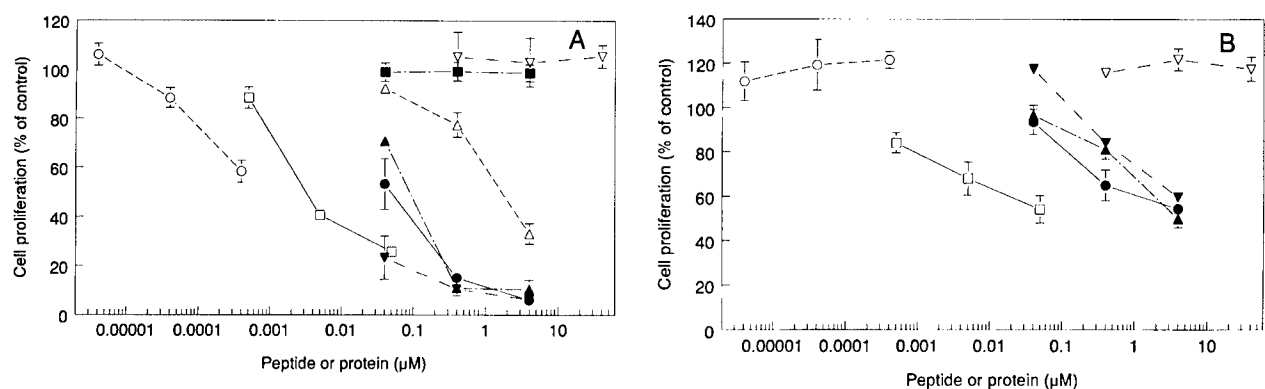 120
100
80
60
40
20
0
Cell proliferation (% of control)
A
0.00001 0.0001 0.001 0.01 0.1 1 10
Peptide or protein (µM)
140
120
100
80
60
40
20
0
Cell proliferation (% of control)
B
0.00001 0.0001 0.001 0.01 0.1 1 10
Peptide or protein (µM)